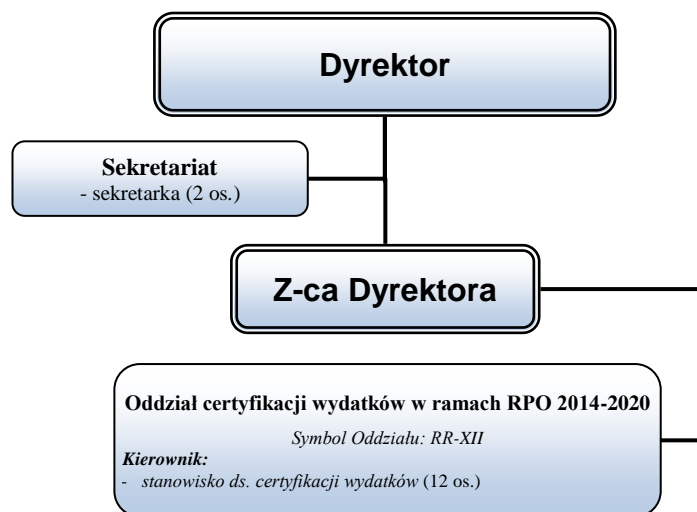 Dyrektor
Sekretariat
- sekretarka (2 os.)
Z-ca Dyrektora
Oddział certyfikacji wydatków w ramach RPO 2014-2020
Symbol Oddziału: RR-XII
Kierownik:
- stanowisko ds. certyfikacji wydatków (12 os.)